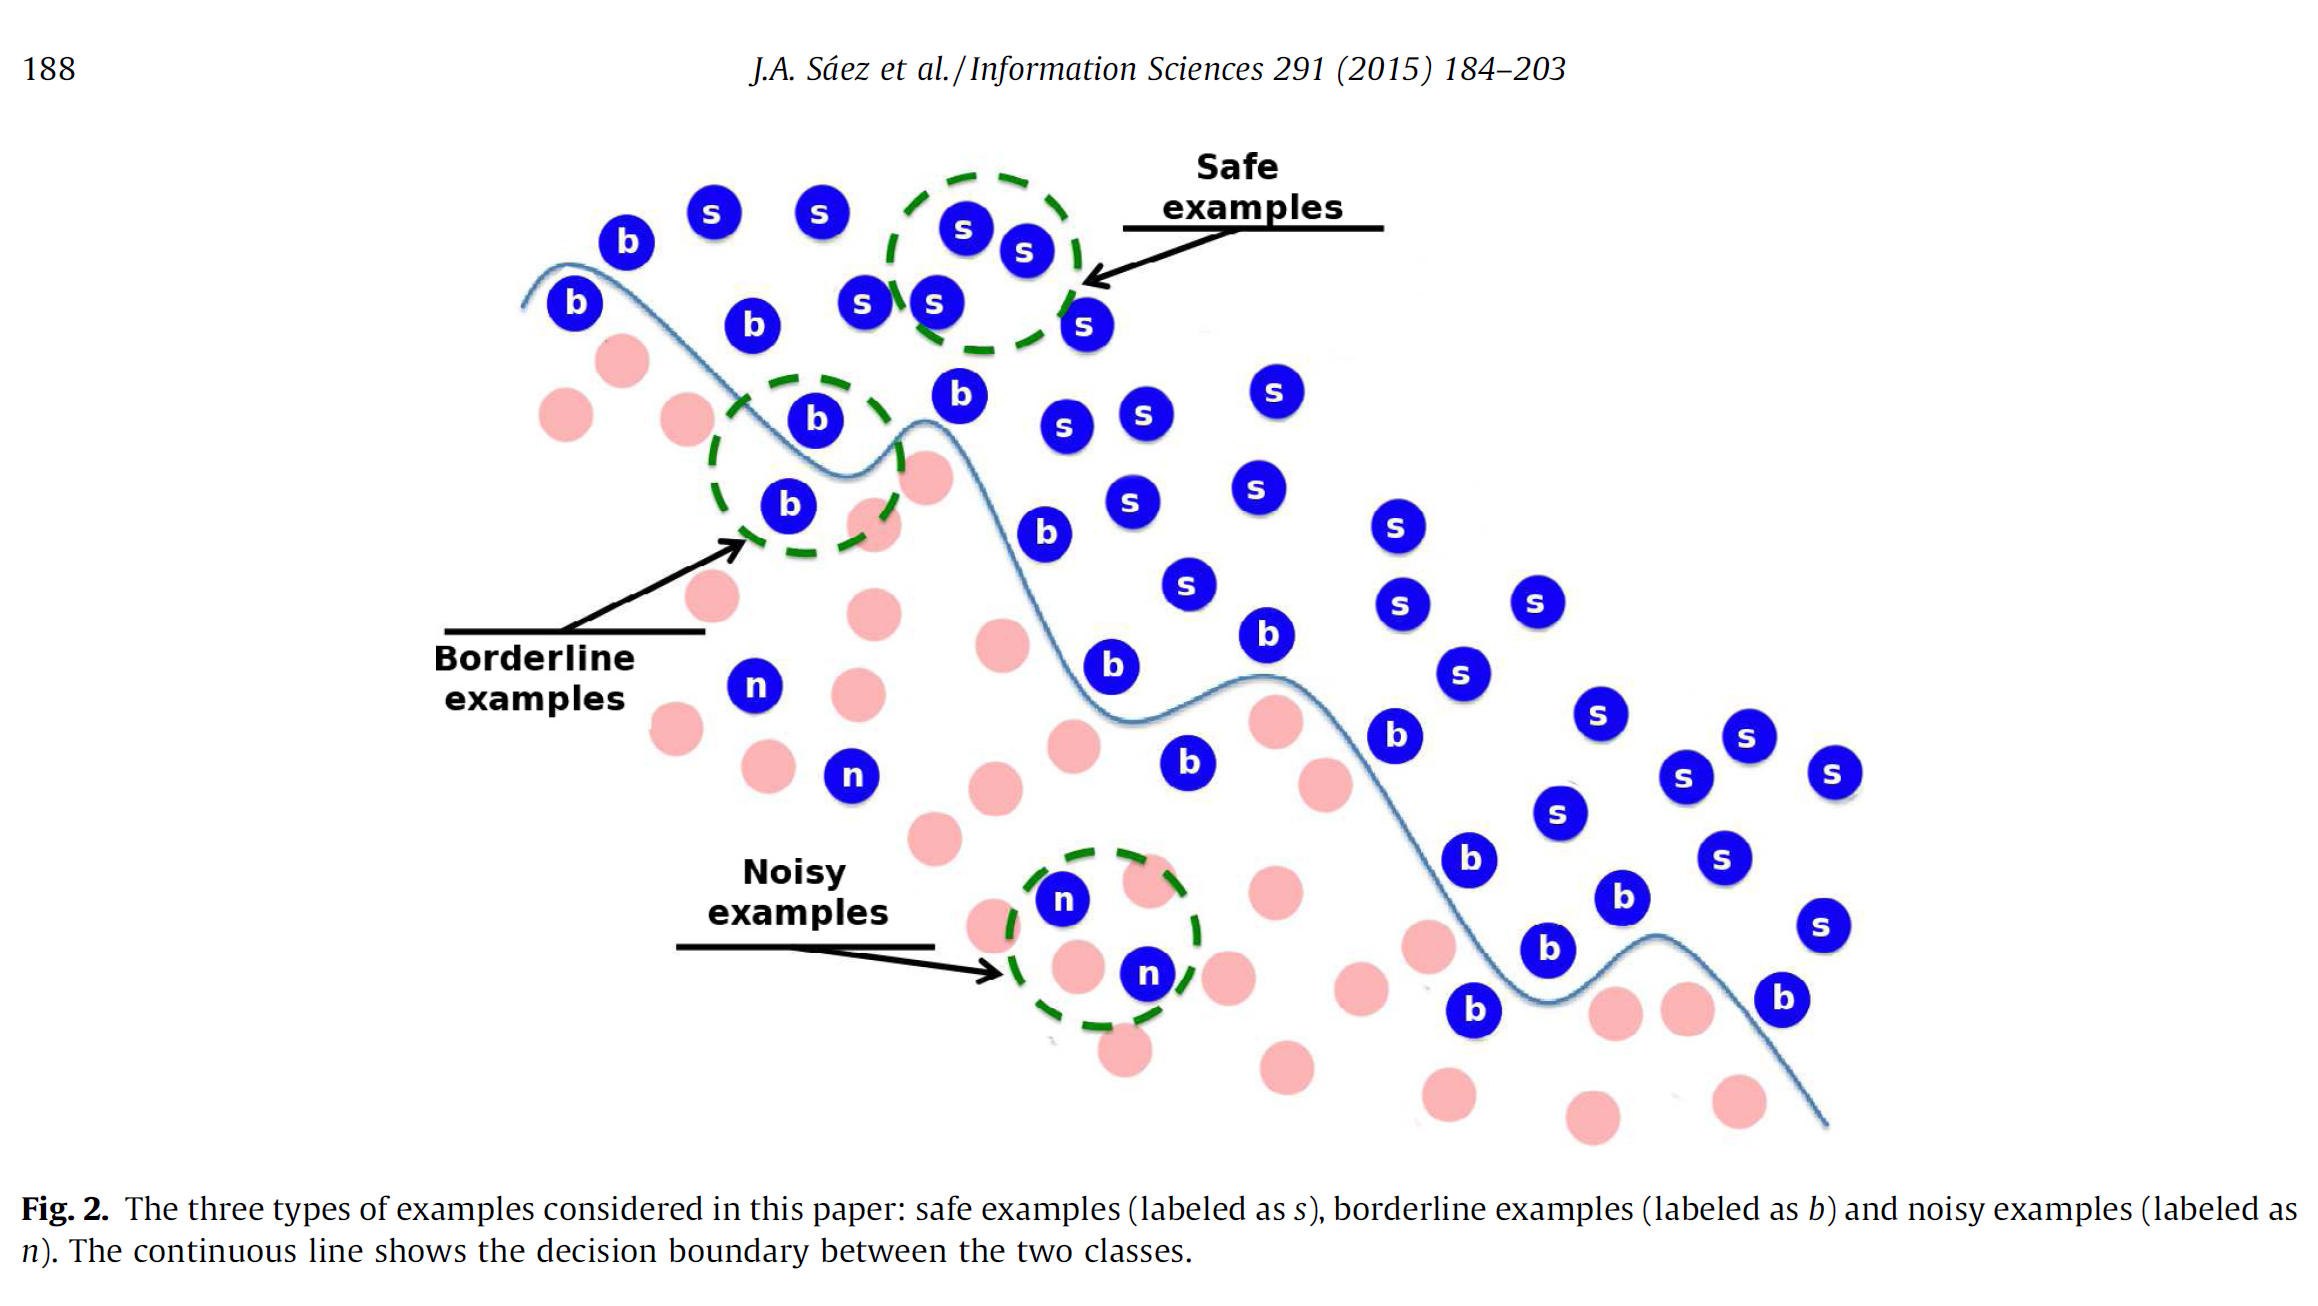 188
J.A. Sáez et al./Information Sciences 291 (2015) 184–203
Safe
examples
s s s
b s
b s s
b s
b s
b s s
b s
s
b s
s
b s
Borderline
examples
s
s
b
b s
n s
b s
b s
n s
s
Noisy
examples
b s
n b
s
b
n
b b
Fig. 2. The three types of examples considered in this paper: safe examples (labeled as s), borderline examples (labeled as b) and noisy examples (labeled as
n). The continuous line shows the decision boundary between the two classes.